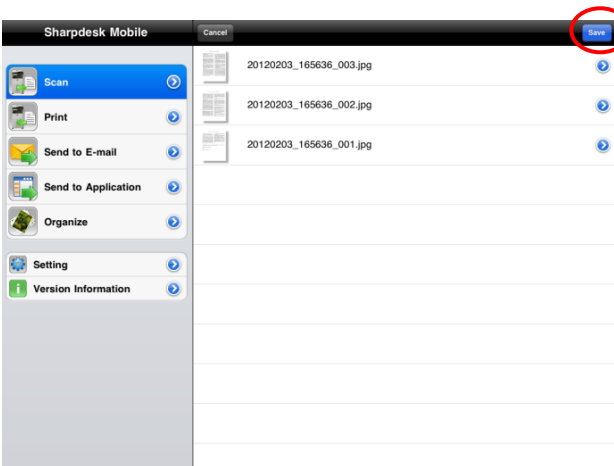 Sharpdesk Mobile
Cancel
Save
Scan
Print
Send to E-mail
Send to Application
Organize
Setting
Version Information
20120203_165636_003.jpg
20120203_165636_002.jpg
20120203_165636_001.jpg